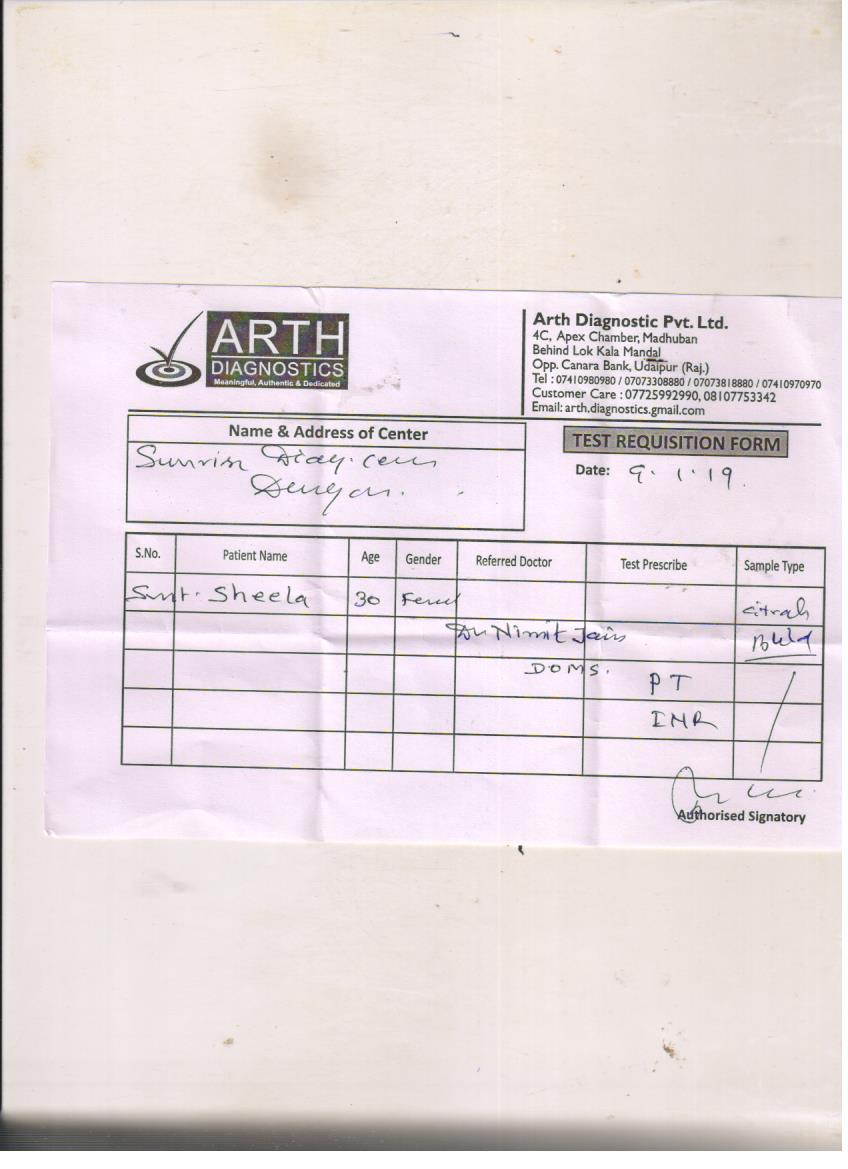 ARTH
DIAGNOSTICS
Meaningful, Authentic & Dedicated
Arth Diagnostic Pvt. Ltd.
4C, Apex Chamber, Madhuban
Behind Lok Kala Mandal
Opp. Canara Bank, Udaipur (Raj.)
Tel : 07410980980 / 07073308880 / 07073818880 / 07410970970
Customer Care : 07725992990, 08107753342
Email: arth.diagnostics.gmail.com
Name & Address of Center
TEST REQUISITION FORM
Date: 9.1.19.
S.No. Patient Name Age Gender Referred Doctor Test Prescribe Sample Type
Smt. Sheela 30
Dr Nimit Jain
D O M S.
PT
INR
Authorised Signatory